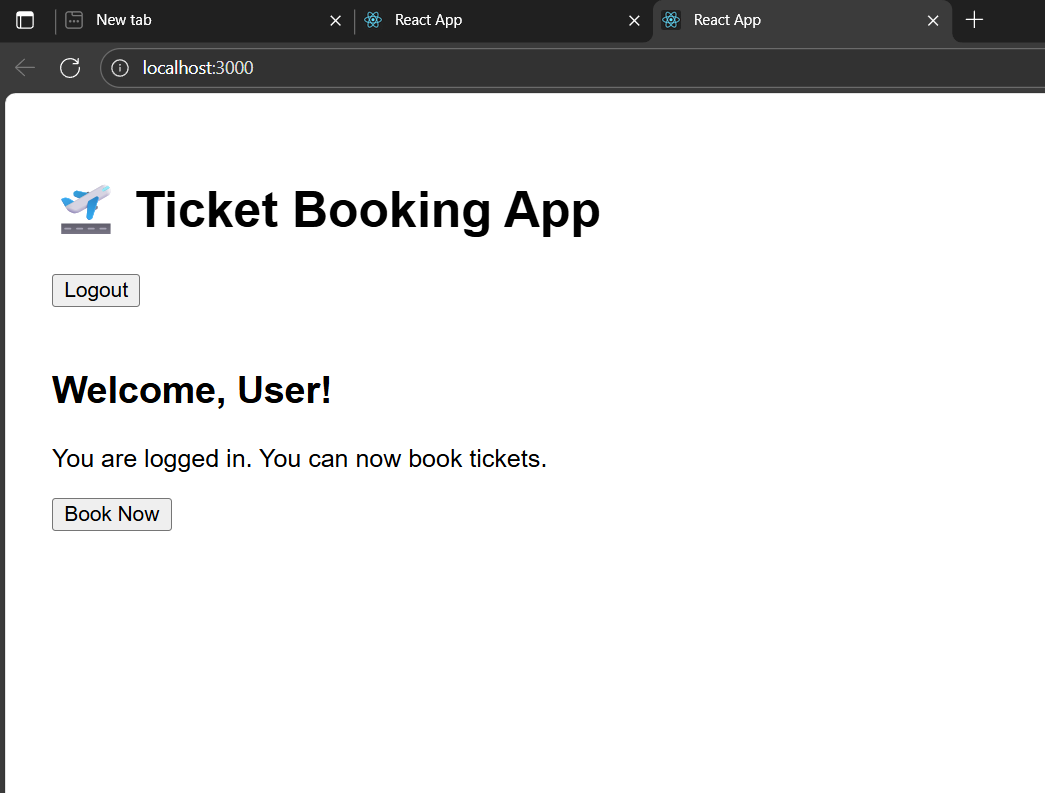 New tab
React App
React App
localhost:3000
Ticket Booking App
Logout
Welcome, User!
You are logged in. You can now book tickets.
Book Now